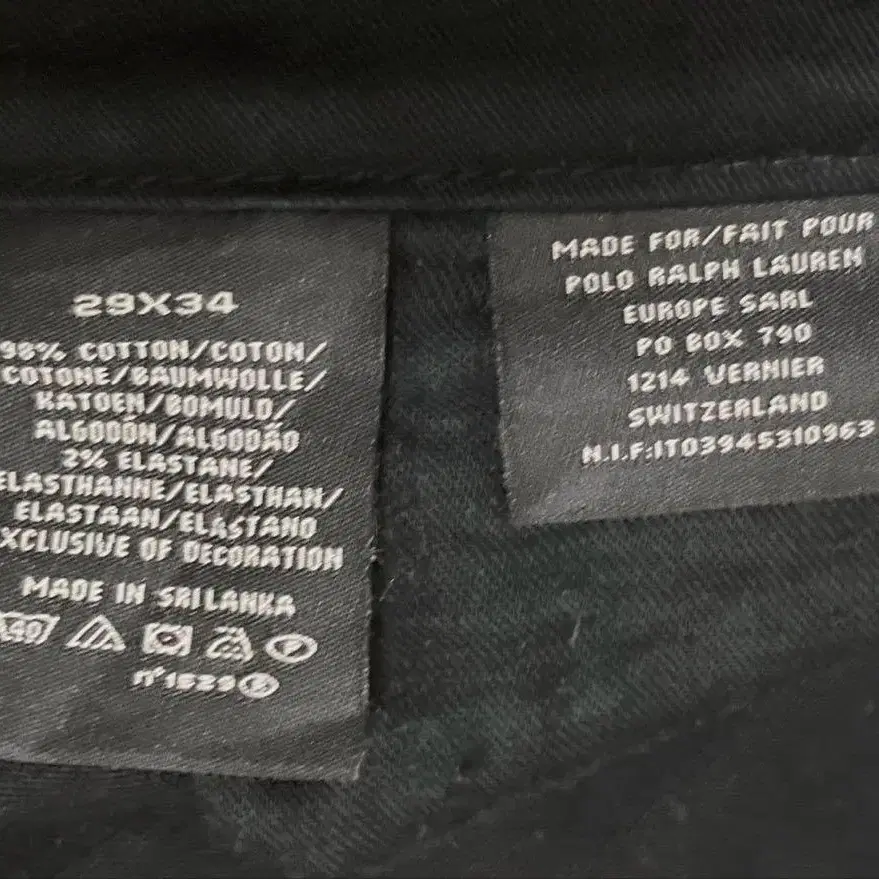 29X34
98% COTTON/COTON/
COTONE/BAUMWOLLE/
KATOEN/BOMULD/
ALGODÓN/ALGODÃO
2% ELASTANE/
ELASTHANNE/ELASTHAN/
ELASTAAN/ELASTANO
EXCLUSIVE OF DECORATION
MADE IN SRI LANKA
40
P
MADE FOR/FAIT POUR
POLO RALPH LAUREN
EUROPE SARL
PO BOX 790
1214 VERNIER
SWITZERLAND
N.I.F:IT03945310963